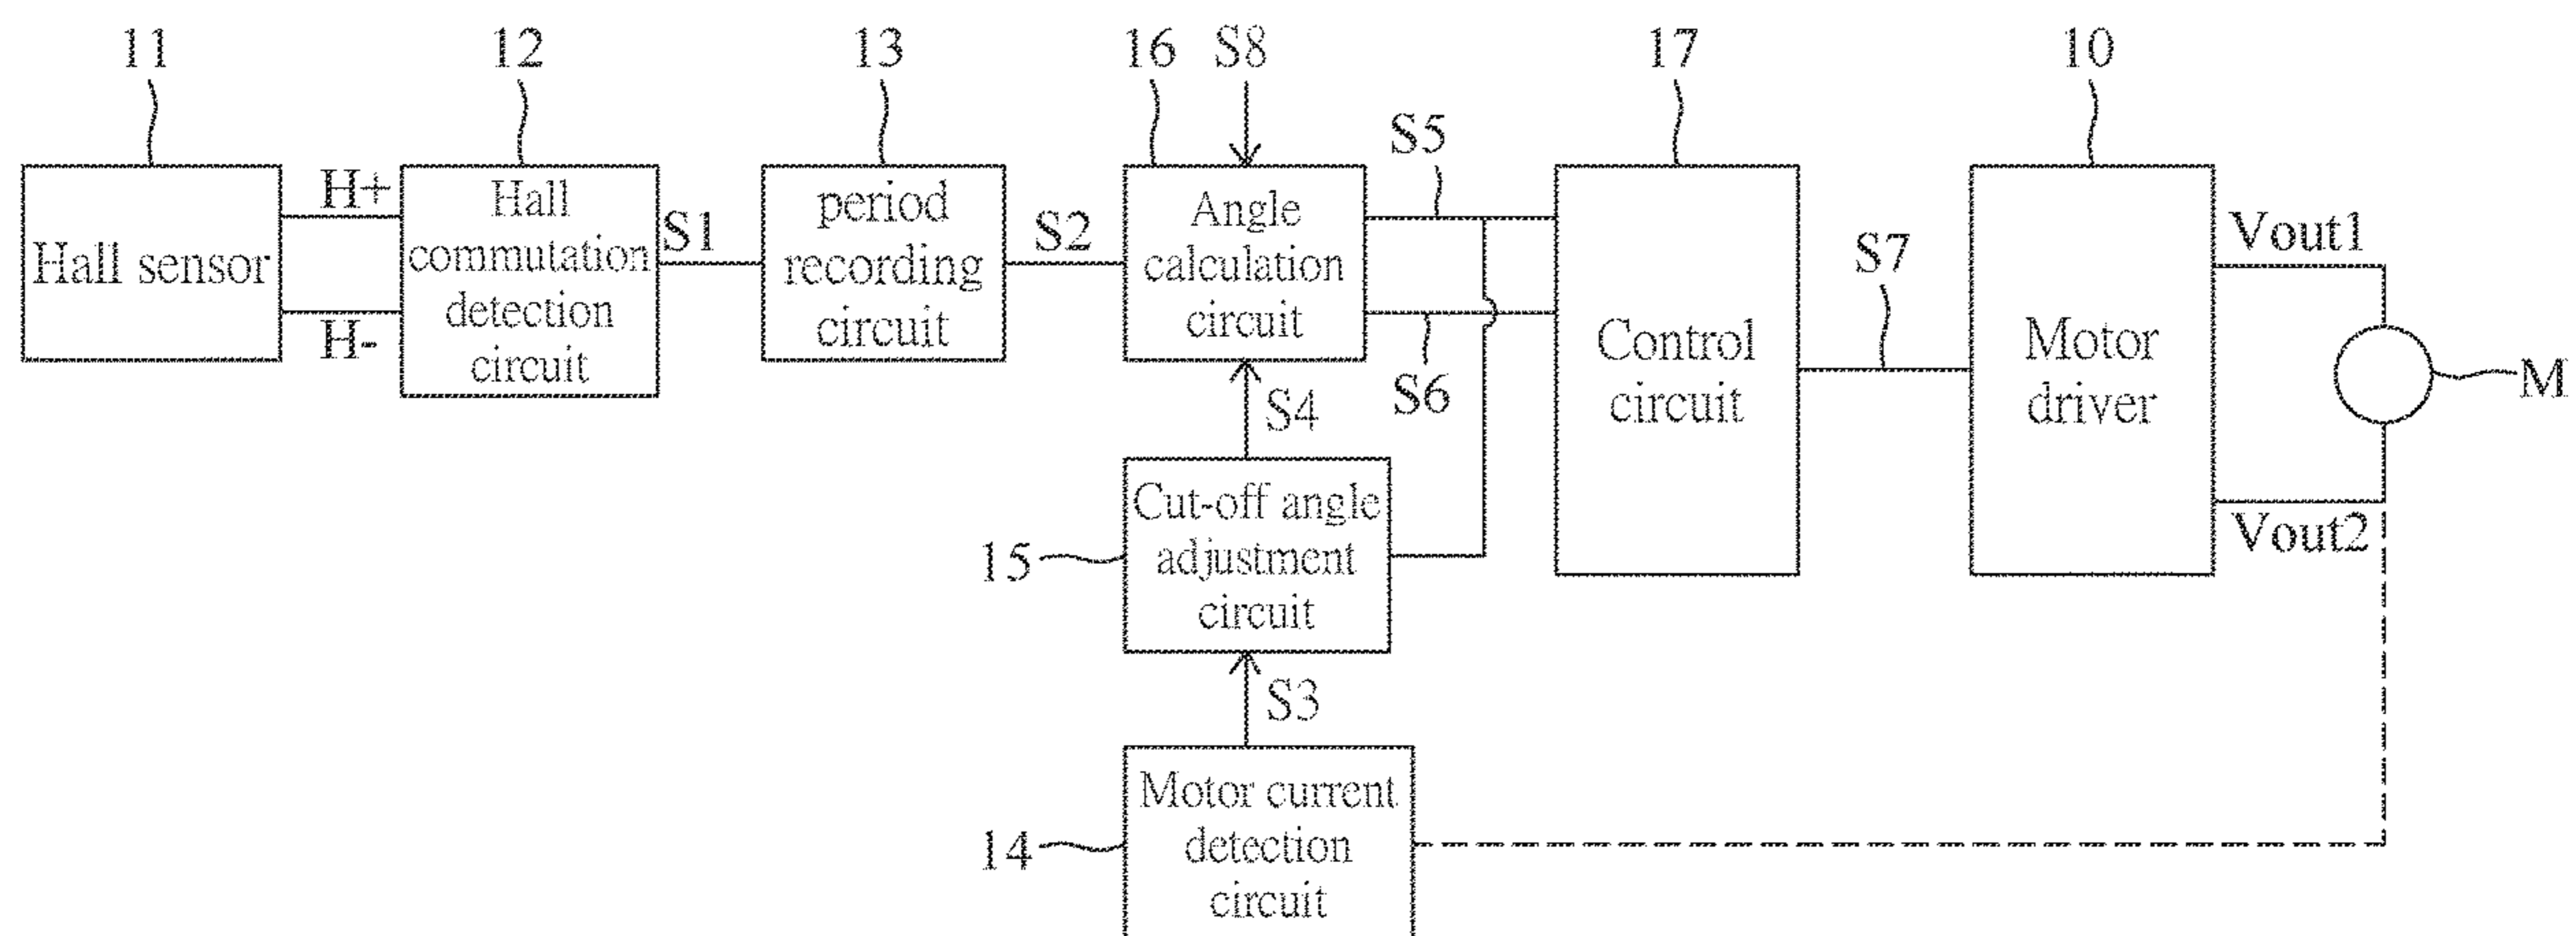 11
12
13
16
S8
17
10
Hall sensor
H+
H-
Hall
commutation
detection
circuit
S1
period
recording
circuit
S2
Angle
calculation
circuit
S5
S6
Control
circuit
S7
Motor
driver
Vout1
Vout2
M
S4
15
Cut-off angle
adjustment
circuit
S3
14
Motor current
detection
circuit